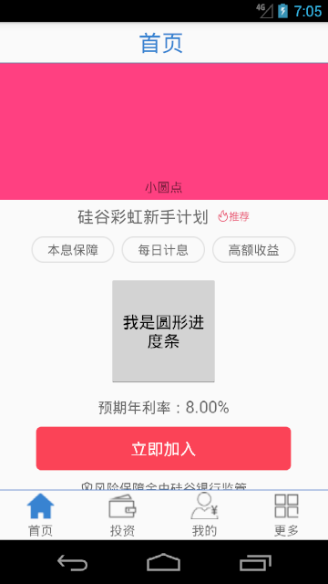 4G 7:05
首页
小圆点
硅谷彩虹新手计划 推荐
本息保障 每日计息 高额收益
我是圆形进
度条
预期年利率：8.00%
立即加入
风险保障金由硅谷银行监管
首页 投资 我的 更多